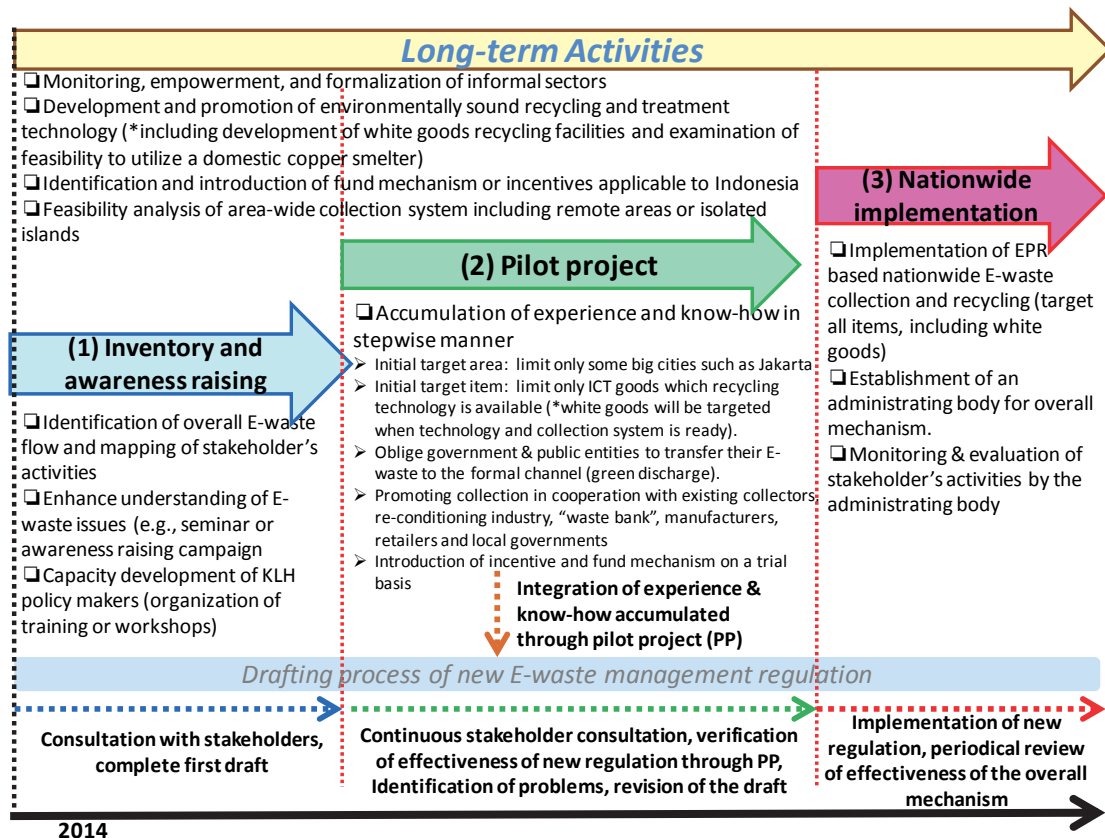 Long-term Activities
❑Monitoring, empowerment, and formalization of informal sectors
❑Development and promotion of environmentally sound recycling and treatment
technology (*including development of white goods recycling facilities and examination of
feasibility to utilize a domestic copper smelter)
❑Identification and introduction of fund mechanism or incentives applicable to Indonesia
❑Feasibility analysis of area-wide collection system including remote areas or isolated
islands
(1) Inventory and
awareness raising
❑Identification of overall E-waste
flow and mapping of stakeholder's
activities
❑Enhance understanding of E-
waste issues (e.g., seminar or
awareness raising campaign
❑Capacity development of KLH
policy makers (organization of
training or workshops)
(2) Pilot project
❑Accumulation of experience and know-how in
stepwise manner
➢ Initial target area: limit only some big cities such as Jakarta
➢ Initial target item: limit only ICT goods which recycling
technology is available (*white goods will be targeted
when technology and collection system is ready).
➢ Oblige government & public entities to transfer their E-
waste to the formal channel (green discharge).
➢ Promoting collection in cooperation with existing collectors,
re-conditioning industry, "waste bank", manufacturers,
retailers and local governments
➢ Introduction of incentive and fund mechanism on a trial
basis
Integration of experience &
know-how accumulated
through pilot project (PP)
(3) Nationwide
implementation
❑Implementation of EPR
based nationwide E-waste
collection and recycling (target
all items, including white
goods)
❑Establishment of an
administrating body for overall
mechanism.
❑Monitoring & evaluation of
stakeholder's activities by the
administrating body
Drafting process of new E-waste management regulation
Consultation with stakeholders,
complete first draft
Continuous stakeholder consultation, verification
of effectiveness of new regulation through PP,
Identification of problems, revision of the draft
Implementation of new
regulation, periodical review
of effectiveness of the overall
mechanism
2014